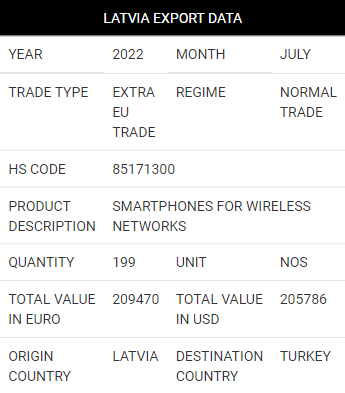 LATVIA EXPORT DATA
YEAR 2022 MONTH JULY
TRADE TYPE EXTRA REGIME NORMAL
EU TRADE
TRADE
HS CODE 85171300
PRODUCT SMARTPHONES FOR WIRELESS
DESCRIPTION NETWORKS
QUANTITY 199 UNIT NOS
TOTAL VALUE 209470 TOTAL VALUE 205786
IN EURO IN USD
ORIGIN LATVIA DESTINATION TURKEY
COUNTRY COUNTRY